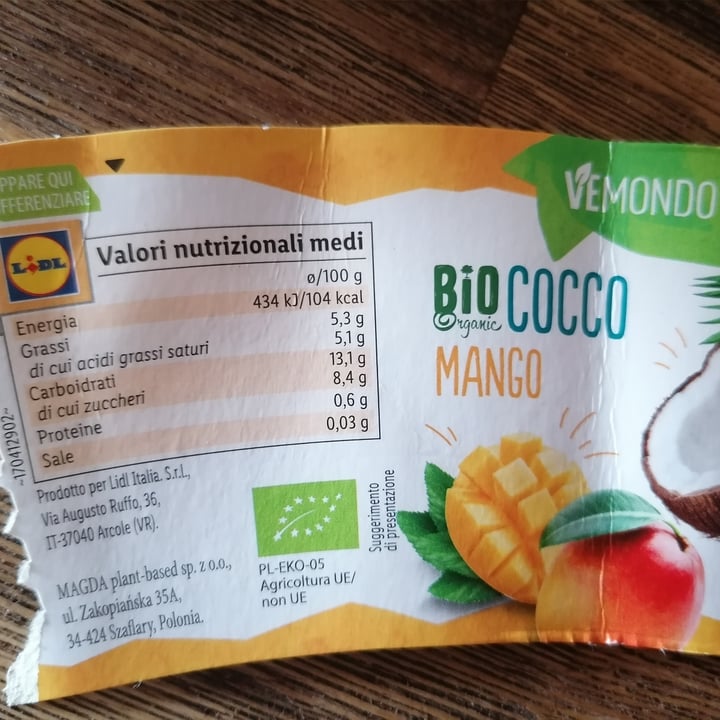 PPARE QUI
FFERENZIARE
LIDL
Valori nutrizionali medi
ø/100 g
Energia 434 kJ/104 kcal
Grassi 5,3 g
di cui acidi grassi saturi 5,1 g
Carboidrati 13,1 g
di cui zuccheri 8,4 g
Proteine 0,6 g
Sale 0,03 g
~170412902~
Prodotto per Lidl Italia. S.r.l.,
Via Augusto Ruffo, 36,
IT-37040 Arcole (VR).
MAGDA plant-based sp. z o.o.,
ul. Zakopiańska 35A,
34-424 Szaflary, Polonia.
PL-EKO-05
Agricoltura UE/
non UE
Suggerimento
di presentazione
VEMONDO
BIO COCCO
Organic
MANGO